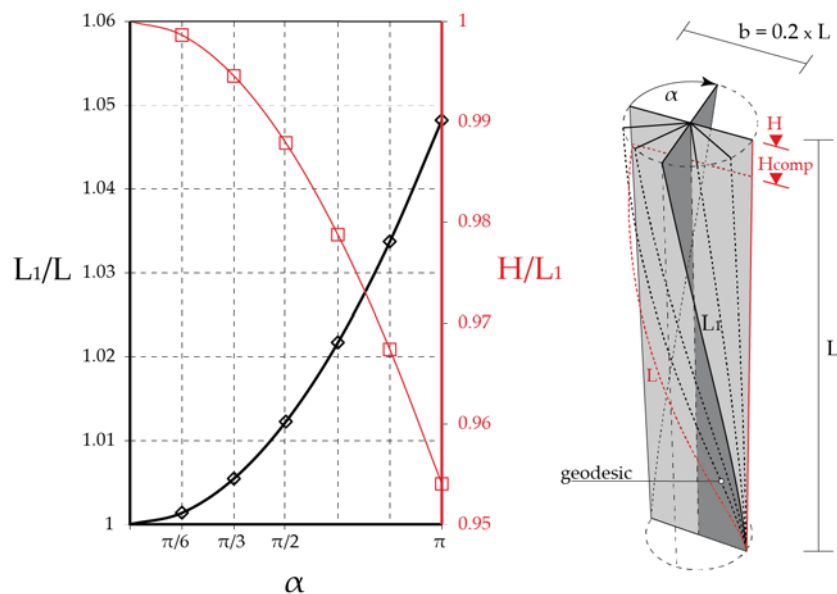 1.06
1.05
1.04
1.03
1.02
1.01
1
L1/L
π/6
π/3
π/2
π
α
1
0.99
0.98
0.97
0.96
0.95
H/L1
b = 0.2 x L
α
H
Hcomp
L1
L
L
geodesic